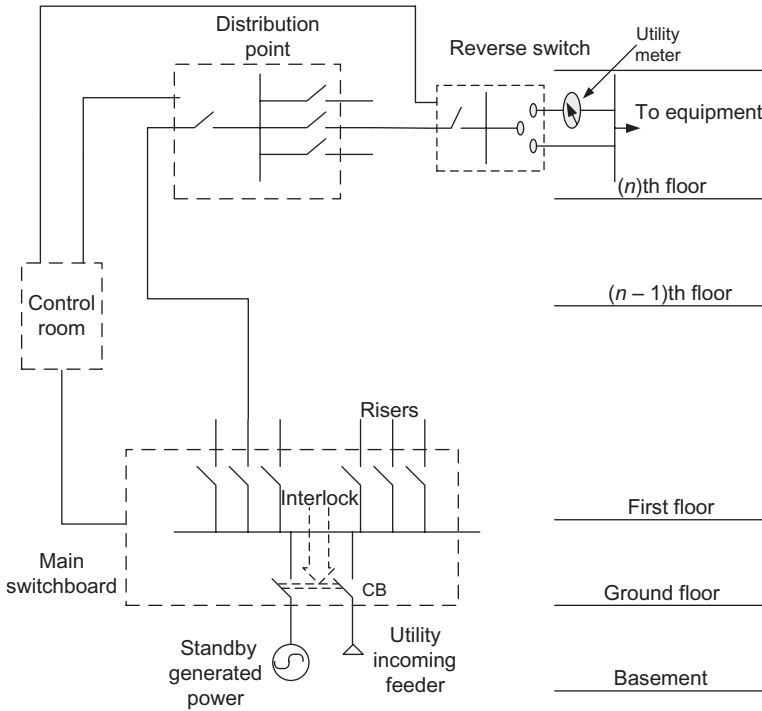 Distribution
point
Reverse switch
Utility
meter
To equipment
(n)th floor
Control
room
(n – 1)th floor
Risers
Interlock
First floor
Main
switchboard
CB
Ground floor
Standby
generated
power
Utility
incoming
feeder
Basement